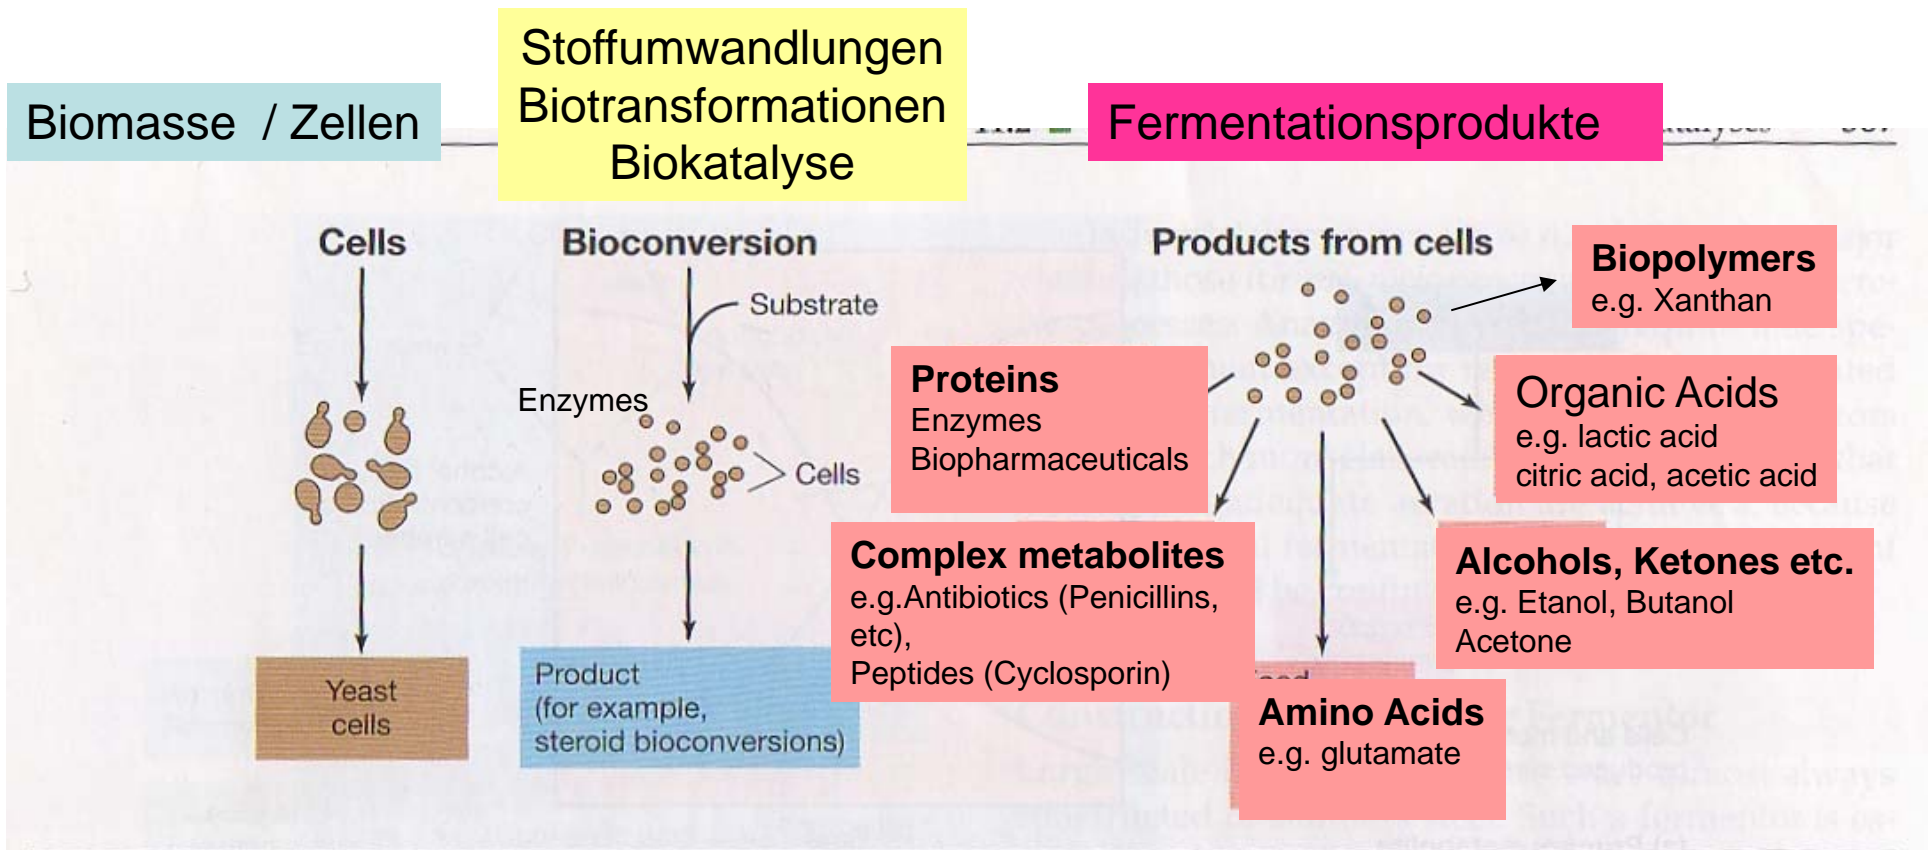 Stoffumwandlungen
Biotransformationen
Biokatalyse
Biomasse / Zellen
Fermentationsprodukte
Cells
Bioconversion
Substrate
Enzymes
Cells
Yeast
cells
Product
(for example,
steroid bioconversions)
Products from cells
Biopolymers
e.g. Xanthan
Proteins
Enzymes
Biopharmaceuticals
Organic Acids
e.g. lactic acid
citric acid, acetic acid
Complex metabolites
e.g.Antibiotics (Penicillins,
etc),
Peptides (Cyclosporin)
Alcohols, Ketones etc.
e.g. Etanol, Butanol
Acetone
Amino Acids
e.g. glutamate